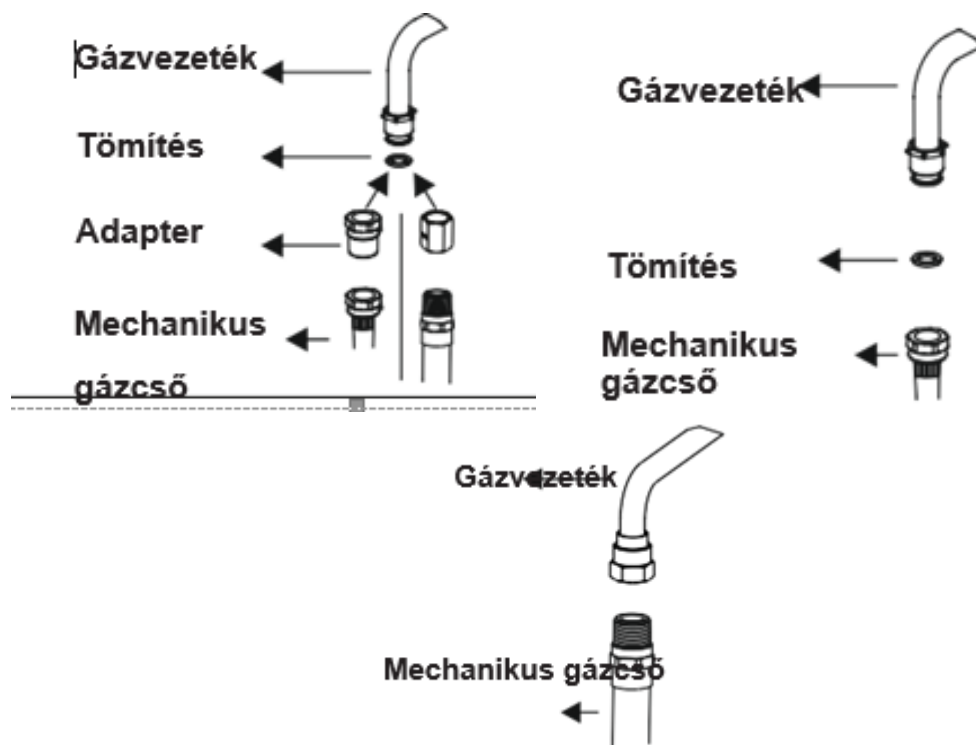 Gázvezeték
Tömítés
Adapter
Mechanikus
gázcső
Gázvezeték
Tömítés
Mechanikus
gázcső
Gázvezeték
Mechanikus gázcső